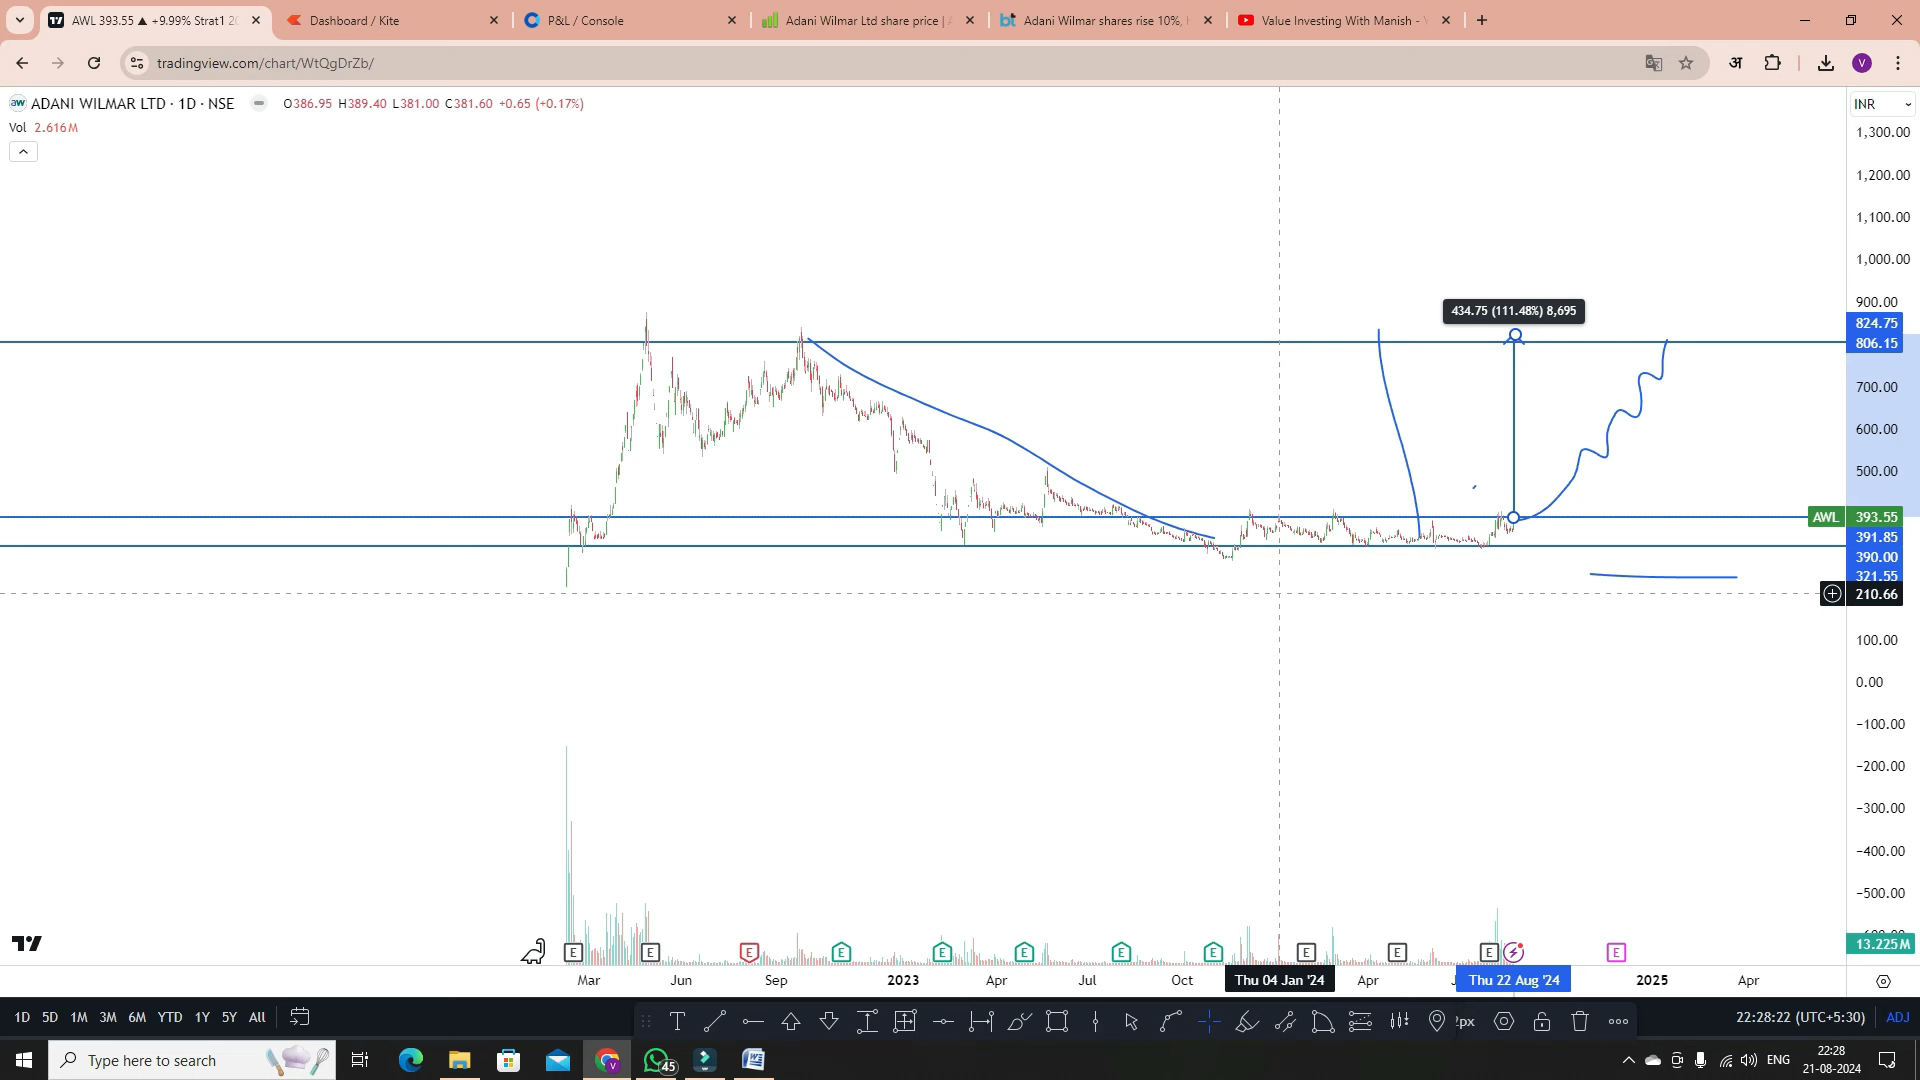 AWL 393.55 ▲ +9.99% Strat1 20
Dashboard / Kite
P&L / Console
Adani Wilmar Ltd share price |
Adani Wilmar shares rise 10%,
Value Investing With Manish -
tradingview.com/chart/WtQgDrZb/
अ
V
aw ADANI WILMAR LTD · 1D · NSE O386.95 H389.40 L381.00 C381.60 +0.65 (+0.17%)
INR
Vol 2.616M
1,300.00
1,200.00
1,100.00
1,000.00
900.00
434.75 (111.48%) 8,695
824.75
806.15
700.00
600.00
500.00
AWL 393.55
391.85
390.00
321.55
210.66
100.00
0.00
−100.00
−200.00
−300.00
−400.00
−500.00
13.225M
E E E E E E E E E E E E
Mar Jun Sep 2023 Apr Jul Oct Thu 04 Jan '24 Apr Thu 22 Aug '24 2025 Apr
1D 5D 1M 3M 6M YTD 1Y 5Y All
T
2px
22:28:22 (UTC+5:30) ADJ
Type here to search
45
ENG
22:28
21-08-2024